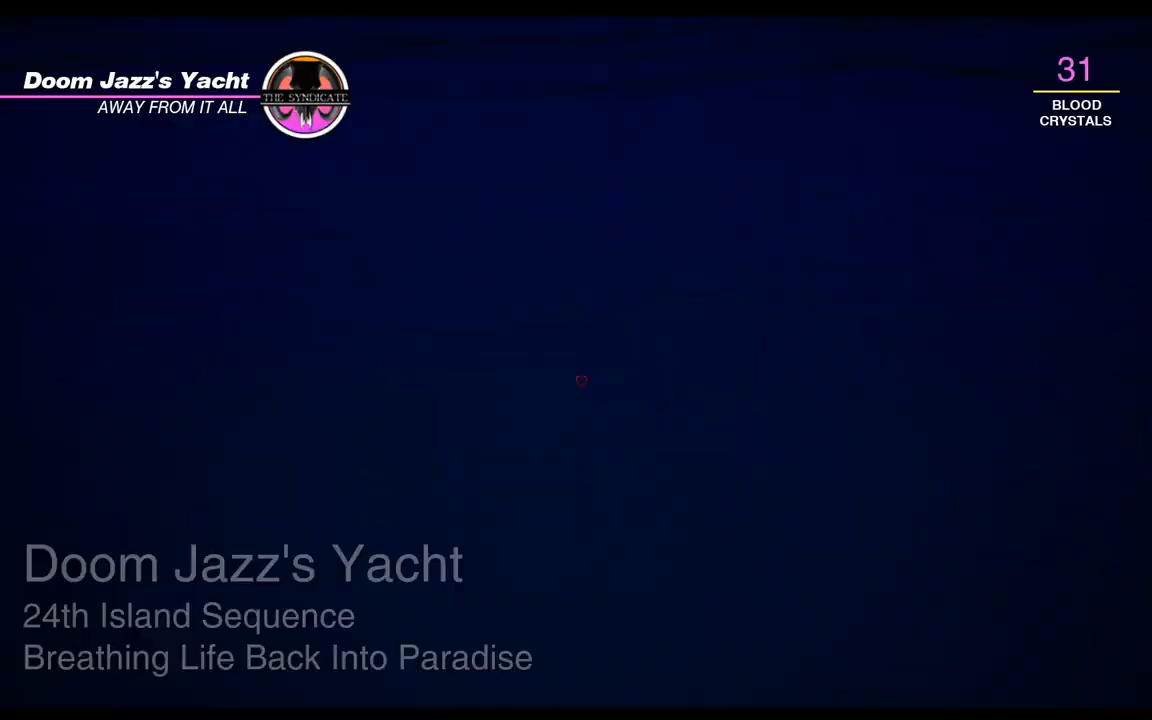 Doom Jazz's Yacht
AWAY FROM IT ALL
THE SYNDICATE
31
BLOOD
CRYSTALS
Doom Jazz's Yacht
24th Island Sequence
Breathing Life Back Into Paradise